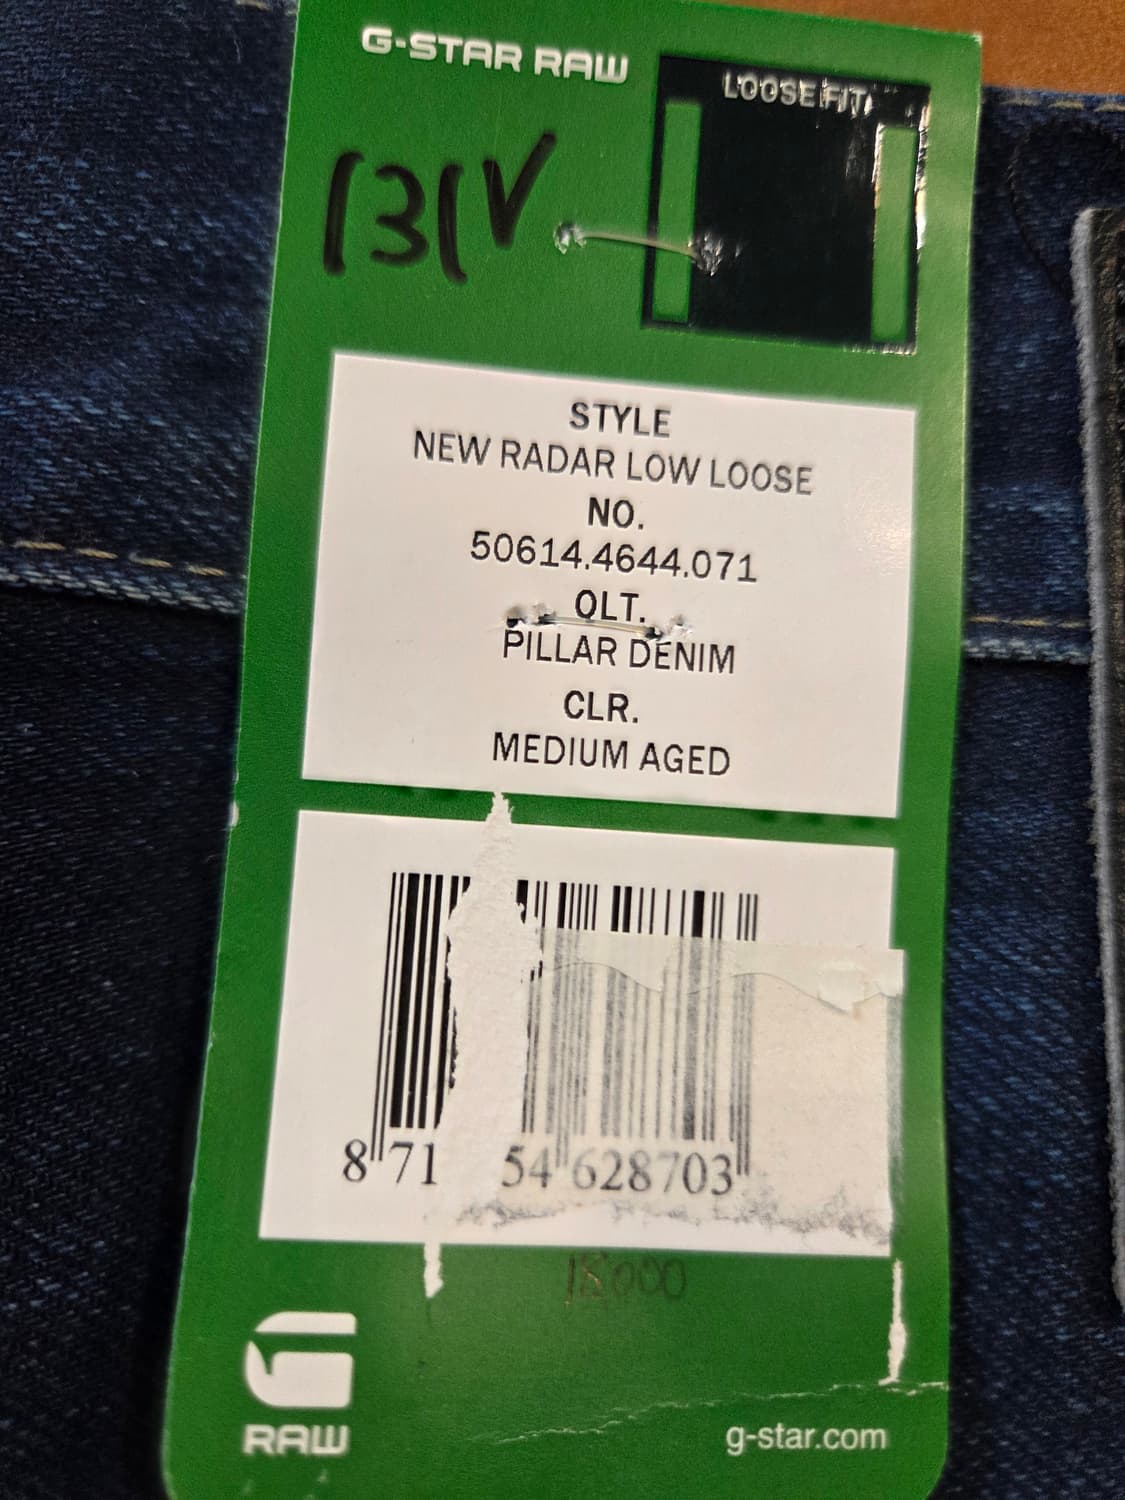 G-STAR RAW
LOOSE FIT
131V
STYLE
NEW RADAR LOW LOOSE
NO.
50614.4644.071
QLT.
PILLAR DENIM
CLR.
MEDIUM AGED
8 71 54 628703
18000
RAW
g-star.com